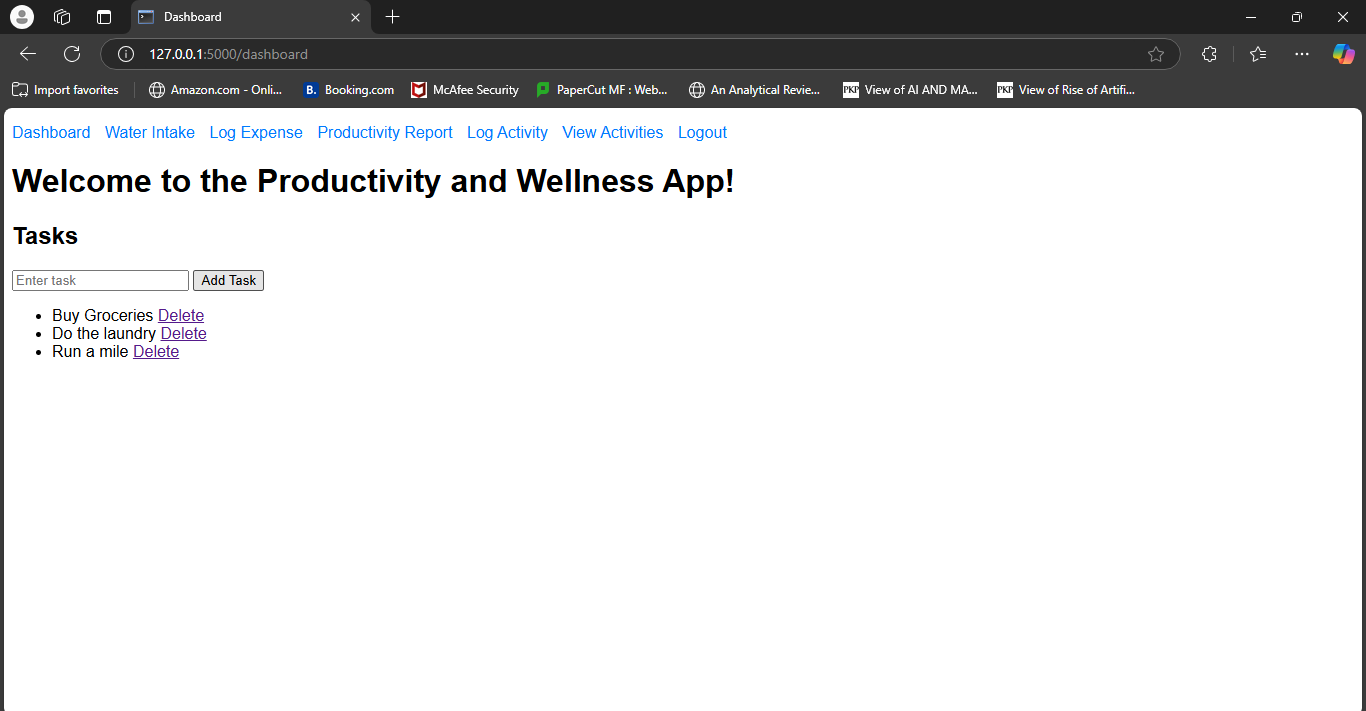 Dashboard
127.0.0.1:5000/dashboard
Import favorites
Amazon.com - Onli...
B. Booking.com
McAfee Security
PaperCut MF : Web...
An Analytical Revie...
PKP View of AI AND MA...
PKP View of Rise of Artifi...
Dashboard Water Intake Log Expense Productivity Report Log Activity View Activities Logout
Welcome to the Productivity and Wellness App!
Tasks
Enter task Add Task
Buy Groceries Delete
Do the laundry Delete
Run a mile Delete